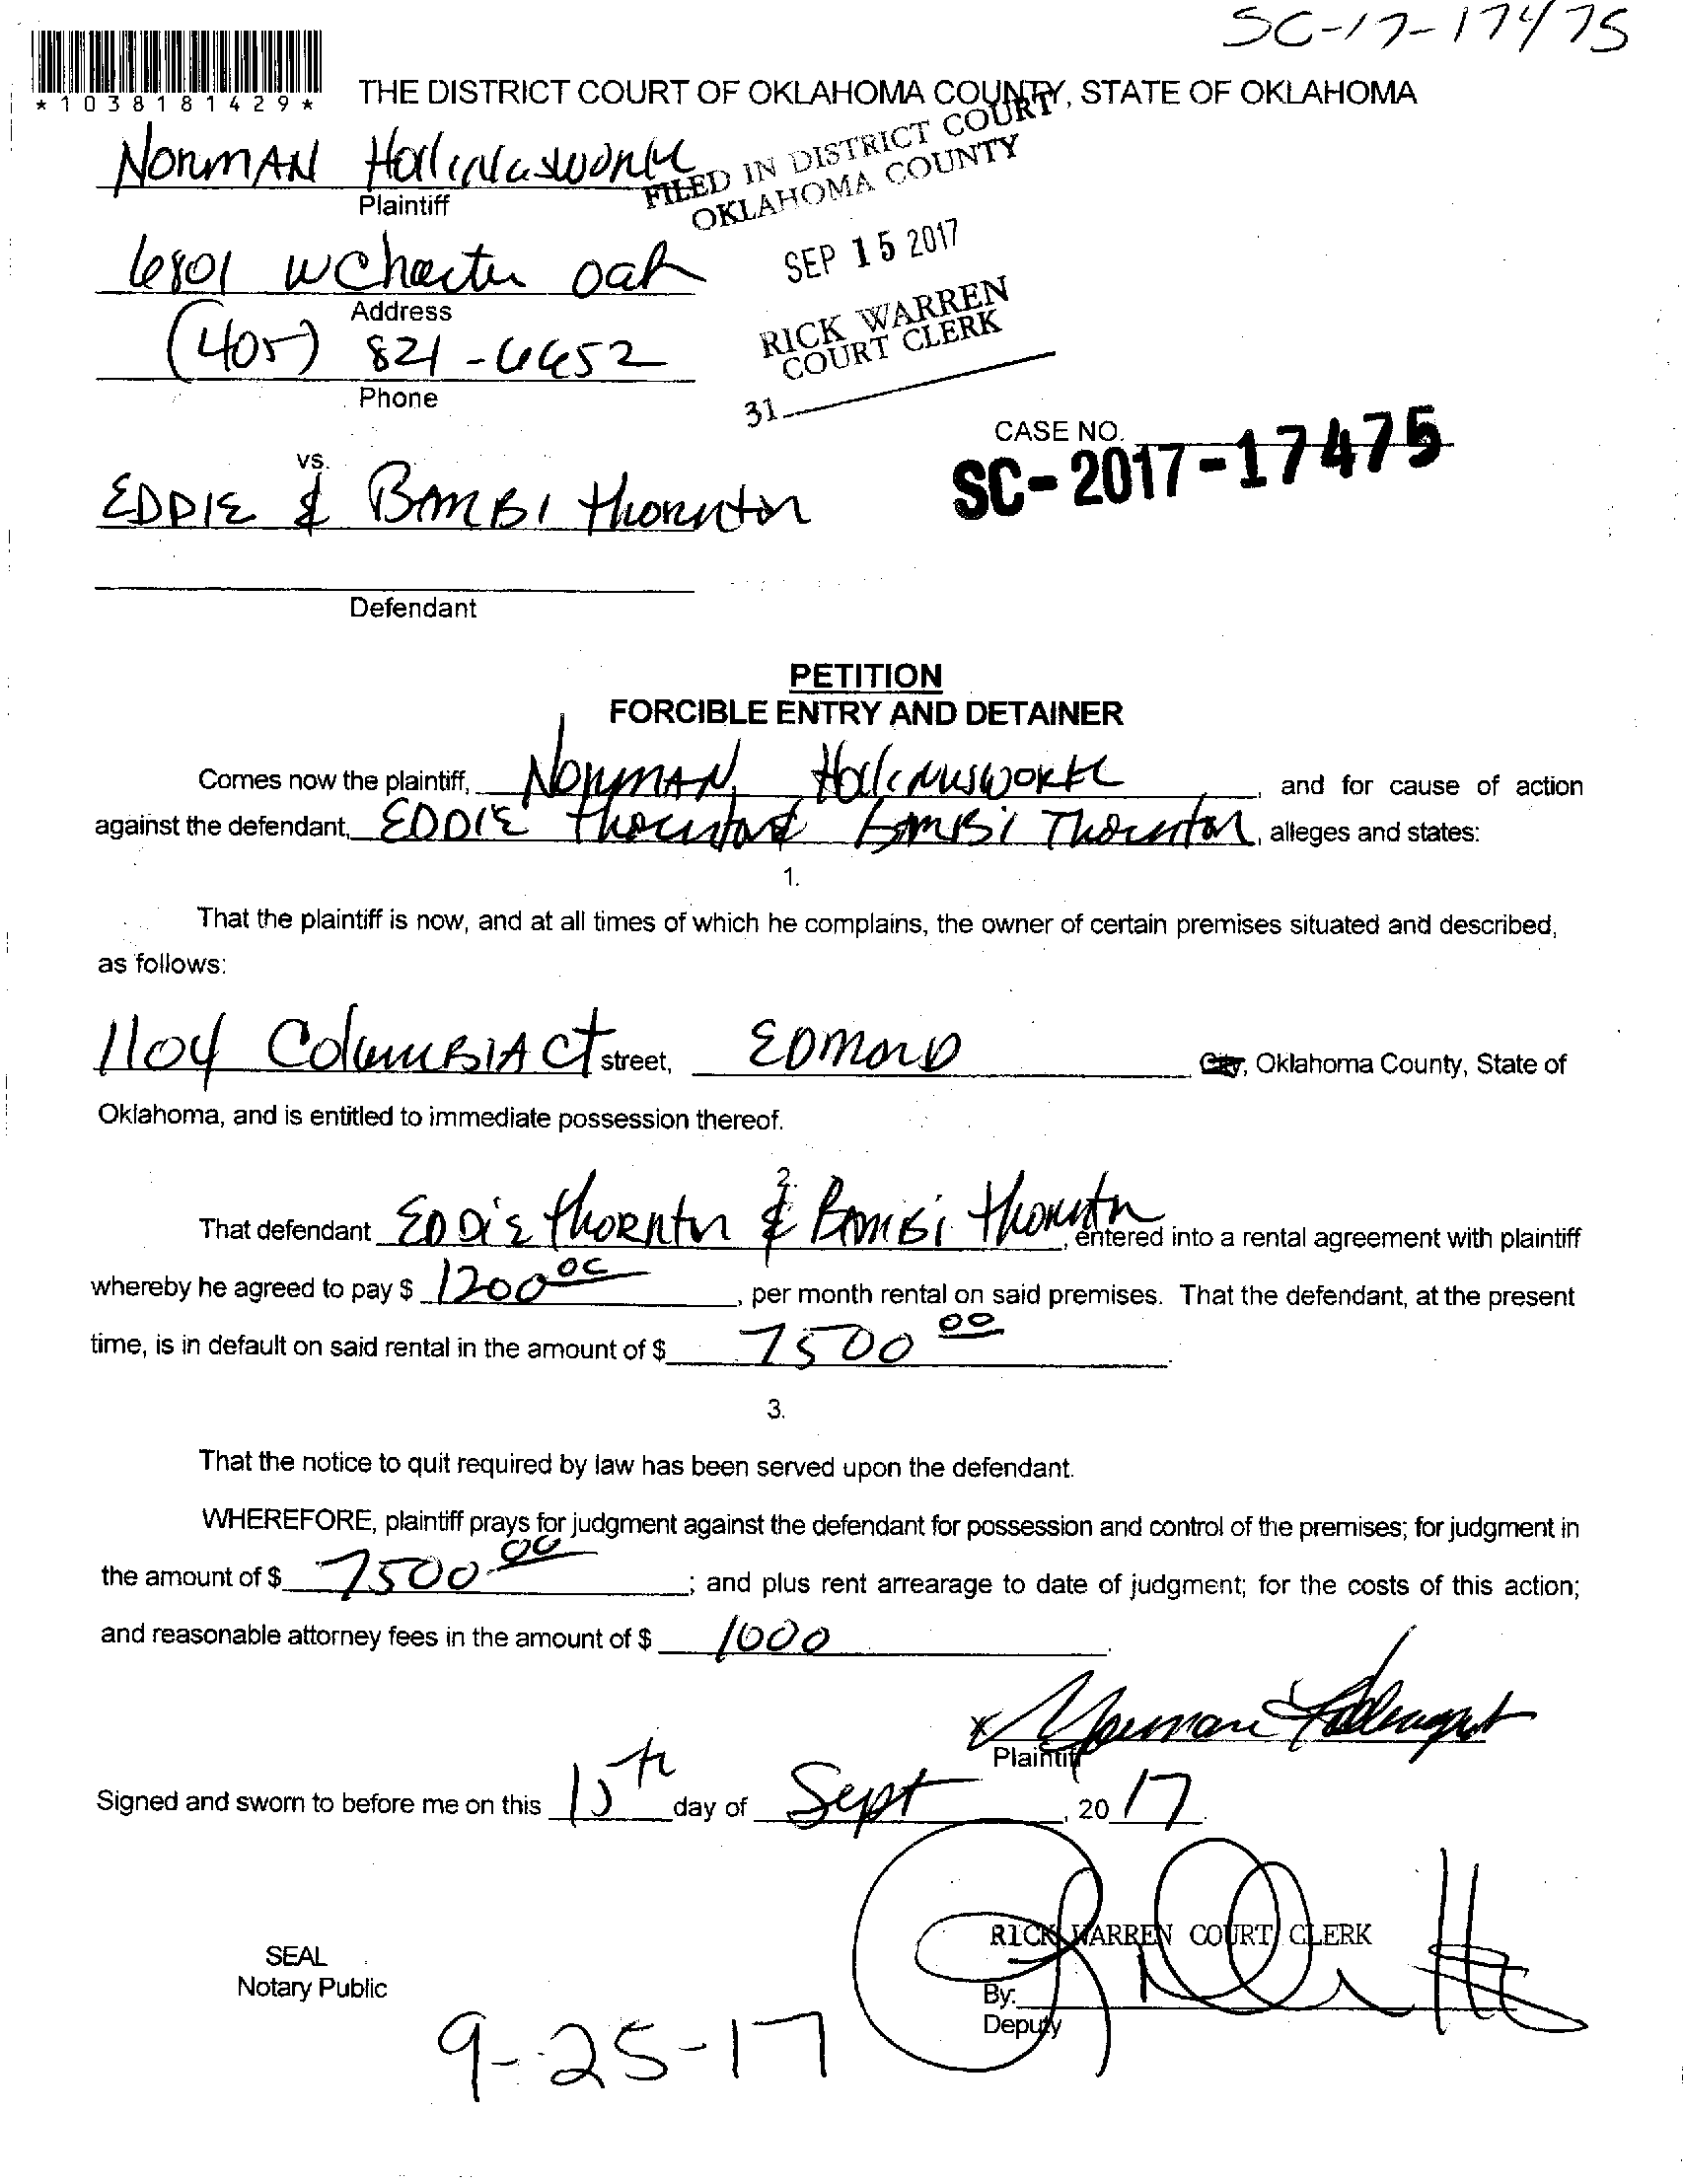 SC-17-17475
*1038181429*
THE DISTRICT COURT OF OKLAHOMA COUNTY, STATE OF OKLAHOMA
NORMAN Hollingsworth
Plaintiff
FILED IN DISTRICT COURT
OKLAHOMA COUNTY
6801 W Charter Oak
Address
SEP 15 2017
(405) 821-6652
Phone
RICK WARREN
COURT CLERK
31
CASE NO.
SC-2017-17475
vs.
EDDIE & BAMBI thornton
Defendant
PETITION
FORCIBLE ENTRY AND DETAINER
Comes now the plaintiff, NORMAN Hollingsworth, and for cause of action
against the defendant, EDDIE Thornton & BAMBI Thornton, alleges and states:
1.
That the plaintiff is now, and at all times of which he complains, the owner of certain premises situated and described,
as follows:
1104 COlumBIA Ct street, EDMOND City, Oklahoma County, State of
Oklahoma, and is entitled to immediate possession thereof.
2.
That defendant EDDiE thORNton & BAMBi thornton, entered into a rental agreement with plaintiff
whereby he agreed to pay $ 1200 00, per month rental on said premises. That the defendant, at the present
time, is in default on said rental in the amount of $ 7500 00.
3.
That the notice to quit required by law has been served upon the defendant.
WHEREFORE, plaintiff prays for judgment against the defendant for possession and control of the premises; for judgment in
the amount of $ 7500.00; and plus rent arrearage to date of judgment; for the costs of this action;
and reasonable attorney fees in the amount of $ 1000.
x Norman Hollingsworth
Plaintiff
Signed and sworn to before me on this 15th day of Sept, 2017.
RICK WARREN COURT CLERK
SEAL
Notary Public
By:
Deputy
9-25-17